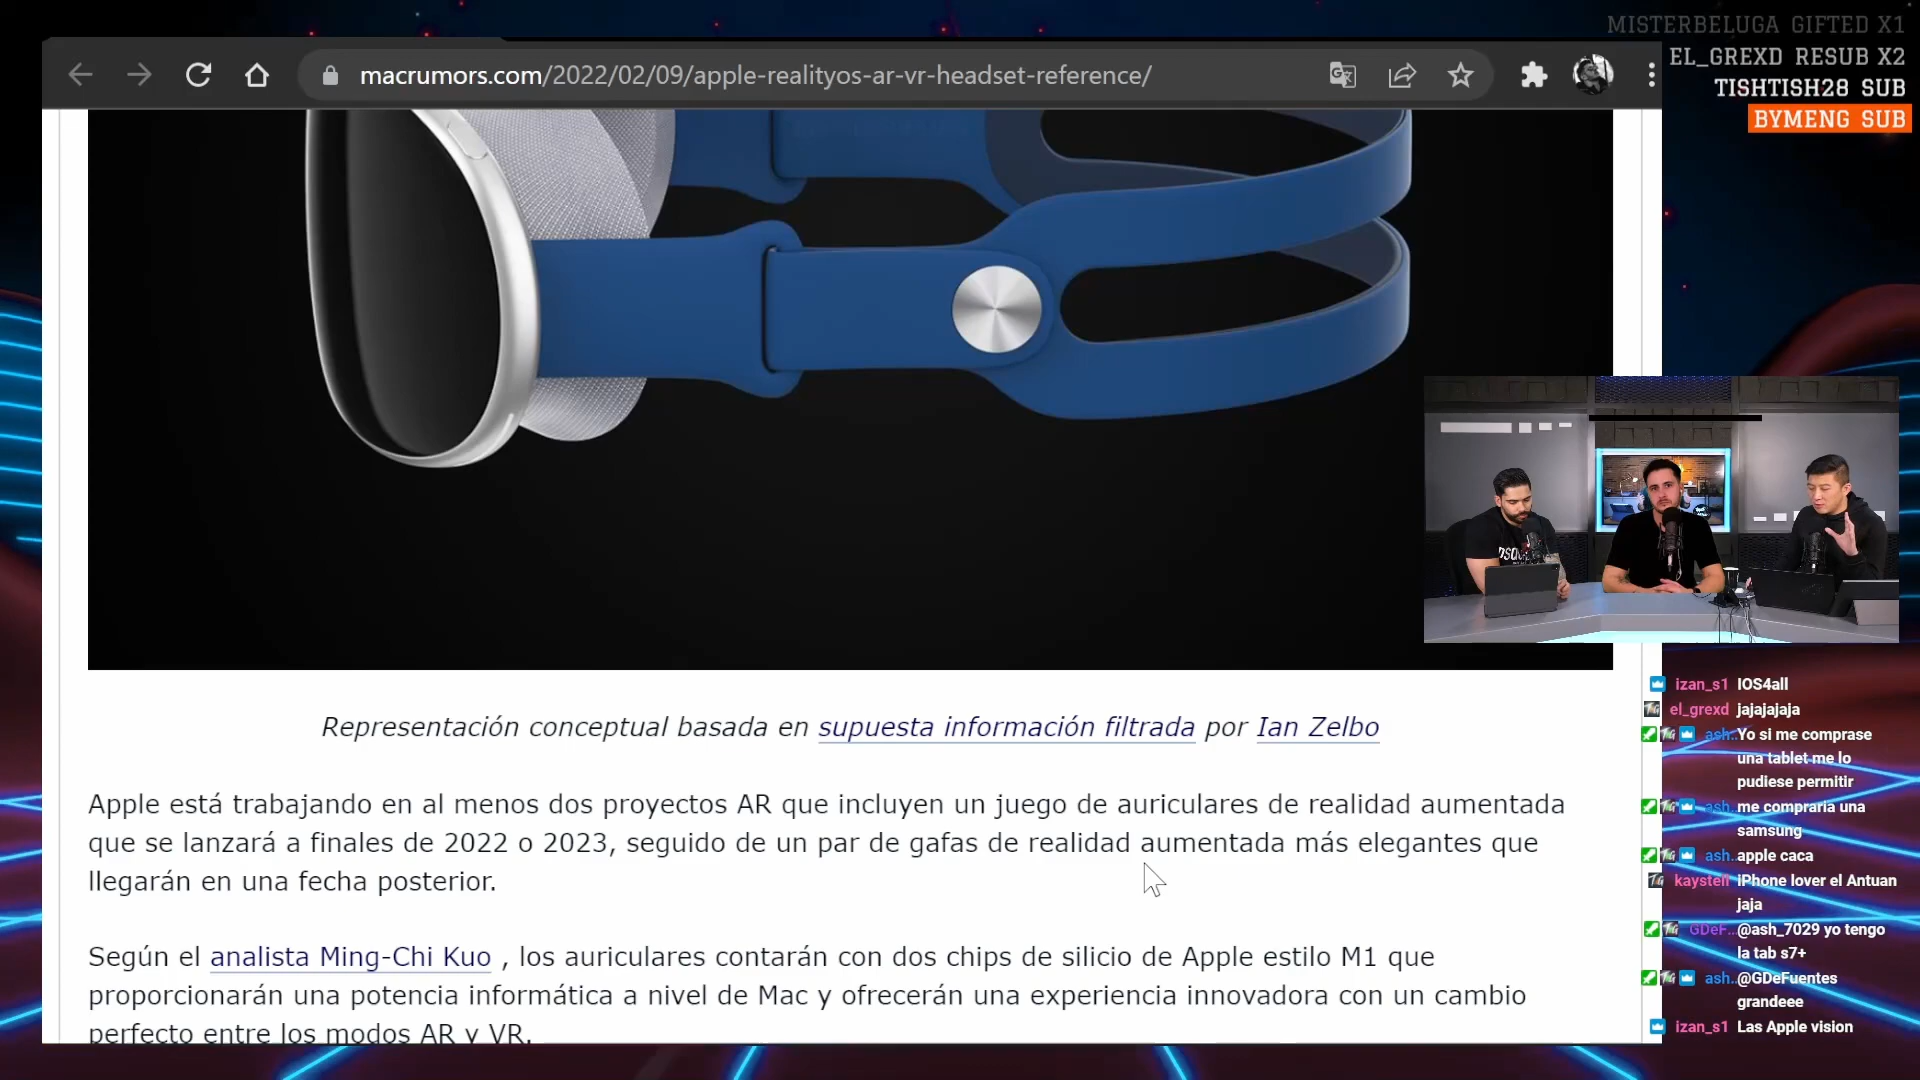 MISTERBELUGA GIFTED X1
EL_GREXD RESUB X2
TISHTISH28 SUB
BYMENG SUB
macrumors.com/2022/02/09/apple-realityos-ar-vr-headset-reference/
Representación conceptual basada en supuesta información filtrada por Ian Zelbo
Apple está trabajando en al menos dos proyectos AR que incluyen un juego de auriculares de realidad aumentada
que se lanzará a finales de 2022 o 2023, seguido de un par de gafas de realidad aumentada más elegantes que
llegarán en una fecha posterior.
Según el analista Ming-Chi Kuo , los auriculares contarán con dos chips de silicio de Apple estilo M1 que
proporcionarán una potencia informática a nivel de Mac y ofrecerán una experiencia innovadora con un cambio
perfecto entre los modos AR y VR.
izan_s1 IOS4all
el_grexd jajajajaja
ash.. Yo si me comprase
una tablet me lo
pudiese permitir
ash.. me compraria una
samsung
ash.. apple caca
kaystell iPhone lover el Antuan
jaja
GDeF.. @ash_7029 yo tengo
la tab s7+
ash.. @GDeFuentes
grandeee
izan_s1 Las Apple vision